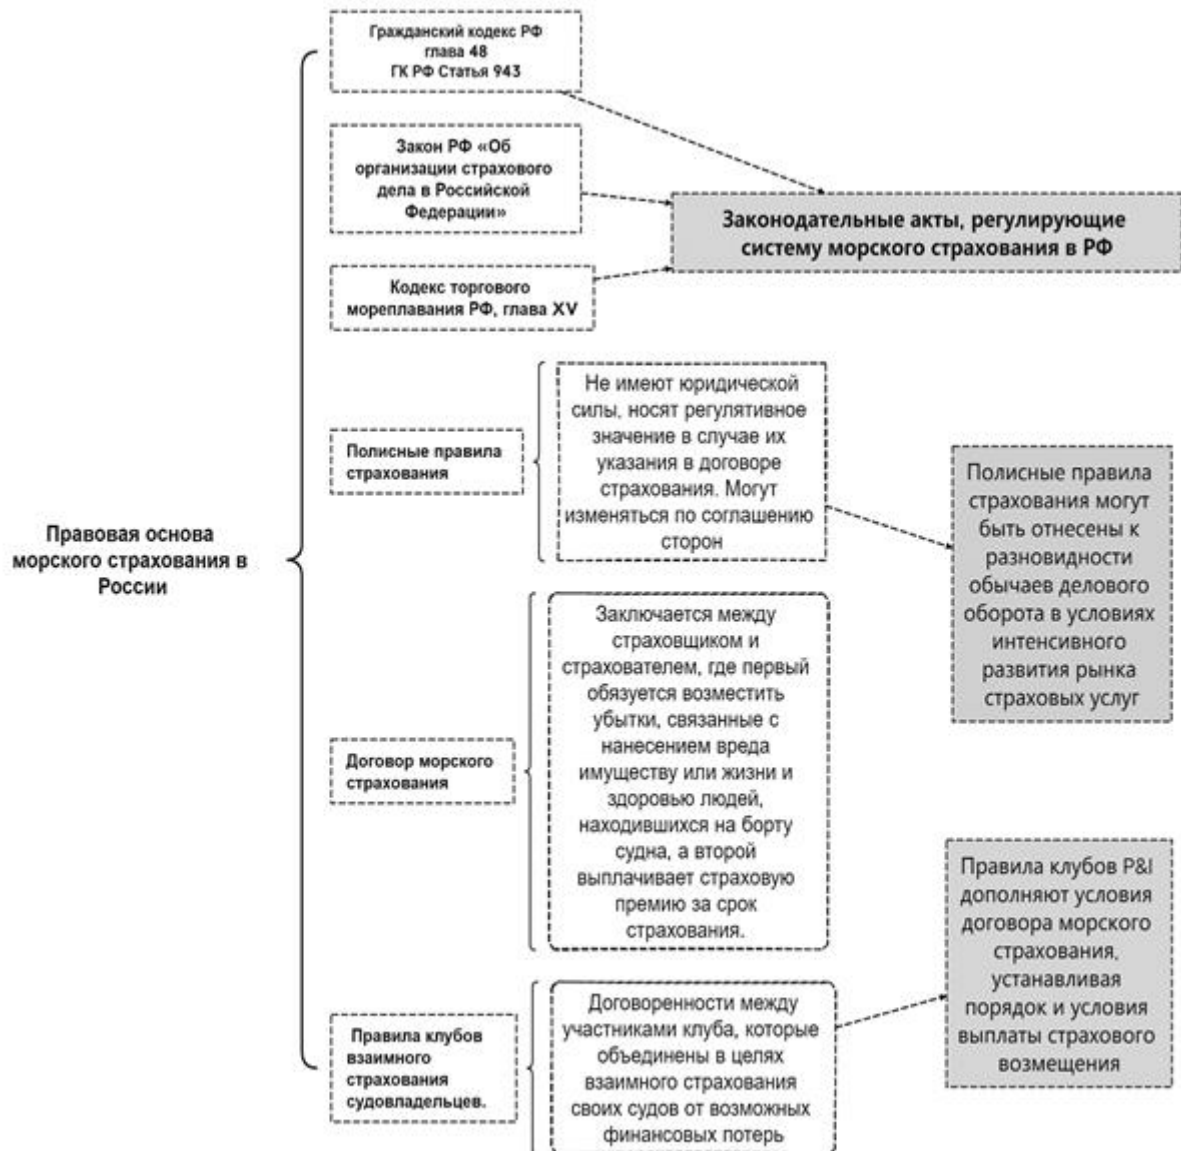 Гражданский кодекс РФ
глава 48
ГК РФ Статья 943
Закон РФ «Об
организации страхового
дела в Российской
Федерации»
Законодательные акты, регулирующие
систему морского страхования в РФ
Кодекс торгового
мореплавания РФ, глава XV
Правовая основа
морского страхования в
России
Полисные правила
страхования
Не имеют юридической
силы, носят регулятивное
значение в случае их
указания в договоре
страхования. Могут
изменяться по соглашению
сторон
Полисные правила
страхования могут
быть отнесены к
разновидности
обычаев делового
оборота в условиях
интенсивного
развития рынка
страховых услуг
Договор морского
страхования
Заключается между
страховщиком и
страхователем, где первый
обязуется возместить
убытки, связанные с
нанесением вреда
имуществу или жизни и
здоровью людей,
находившихся на борту
судна, а второй
выплачивает страховую
премию за срок
страхования.
Правила клубов
взаимного
страхования
судовладельцев.
Договоренности между
участниками клуба, которые
объединены в целях
взаимного страхования
своих судов от возможных
финансовых потерь
Правила клубов P&I
дополняют условия
договора морского
страхования,
устанавливая
порядок и условия
выплаты страхового
возмещения